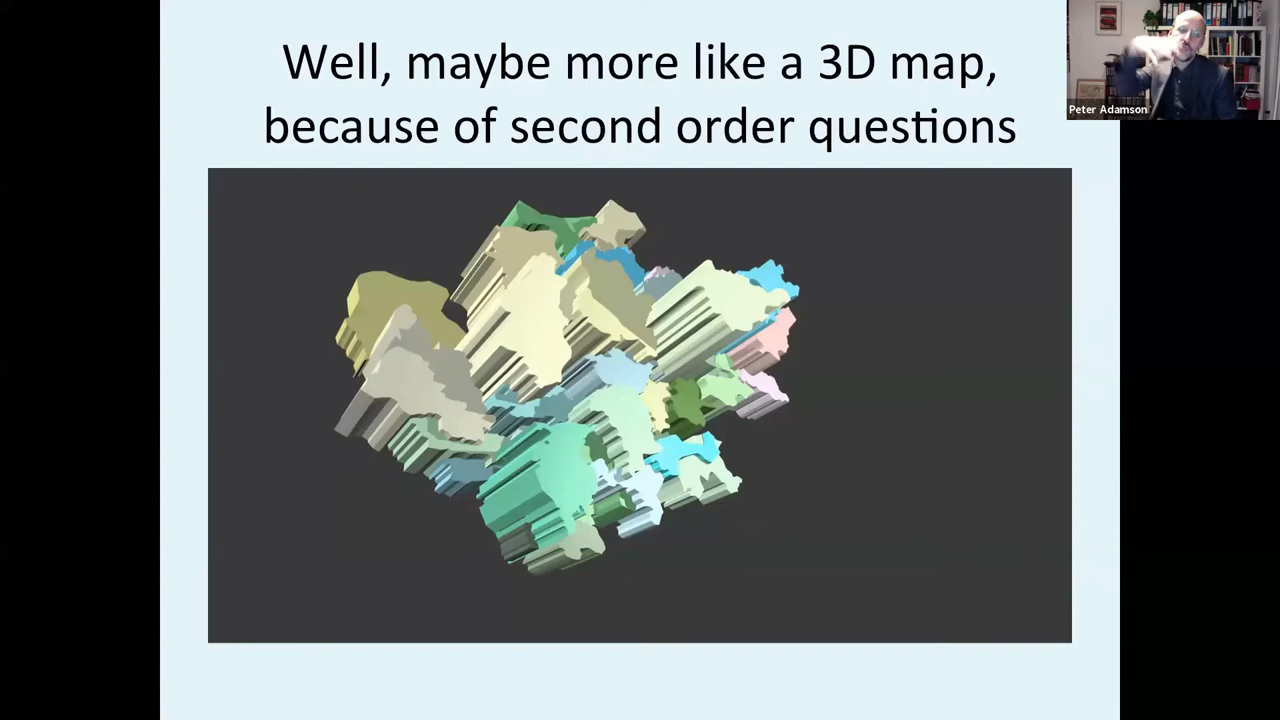 Well, maybe more like a 3D map,
because of second order questions
Peter Adamson